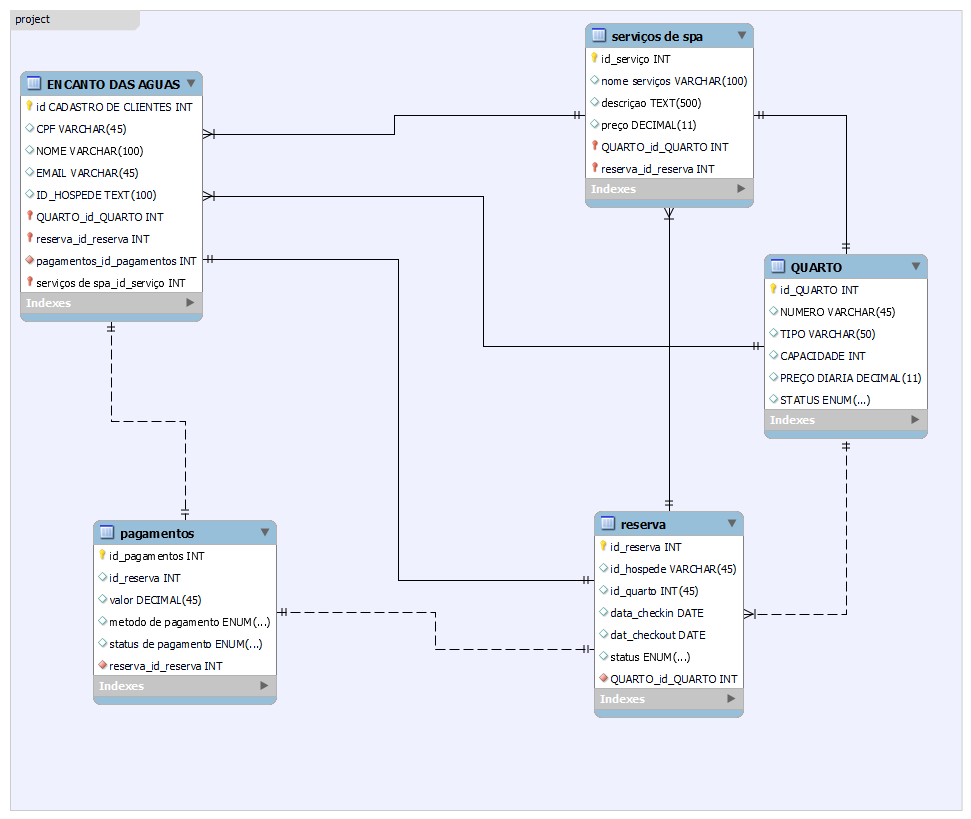 project
ENCANTO DAS AGUAS
id CADASTRO DE CLIENTES INT
CPF VARCHAR(45)
NOME VARCHAR(100)
EMAIL VARCHAR(45)
ID_HOSPEDE TEXT(100)
QUARTO_id_QUARTO INT
reserva_id_reserva INT
pagamentos_id_pagamentos INT
serviços de spa_id_serviço INT
Indexes
serviços de spa
id_serviço INT
nome serviços VARCHAR(100)
descriçao TEXT(500)
preço DECIMAL(11)
QUARTO_id_QUARTO INT
reserva_id_reserva INT
Indexes
QUARTO
id_QUARTO INT
NUMERO VARCHAR(45)
TIPO VARCHAR(50)
CAPACIDADE INT
PREÇO DIARIA DECIMAL(11)
STATUS ENUM(...)
Indexes
pagamentos
id_pagamentos INT
id_reserva INT
valor DECIMAL(45)
metodo de pagamento ENUM(...)
status de pagamento ENUM(...)
reserva_id_reserva INT
Indexes
reserva
id_reserva INT
id_hospede VARCHAR(45)
id_quarto INT(45)
data_checkin DATE
dat_checkout DATE
status ENUM(...)
QUARTO_id_QUARTO INT
Indexes